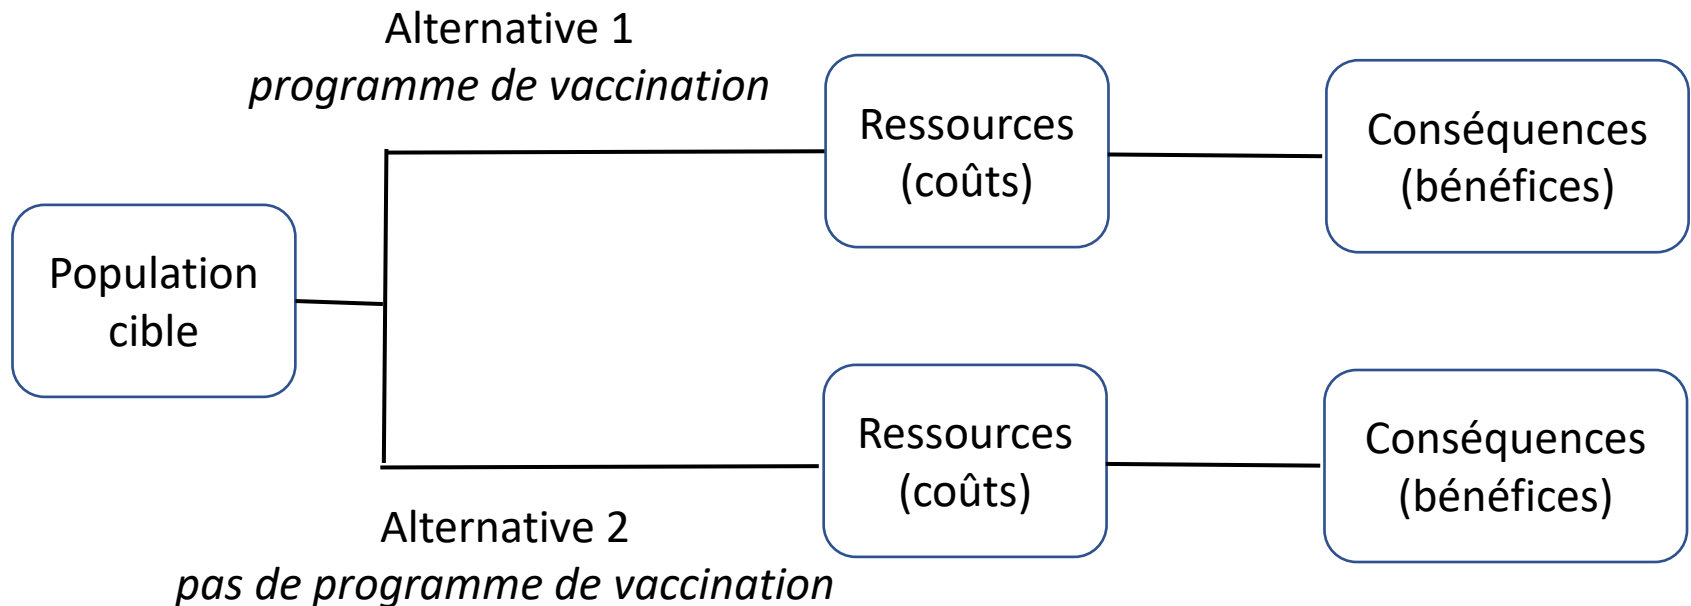 Alternative 1
programme de vaccination
Ressources
(coûts)
Conséquences
(bénéfices)
Population
cible
Ressources
(coûts)
Conséquences
(bénéfices)
Alternative 2
pas de programme de vaccination